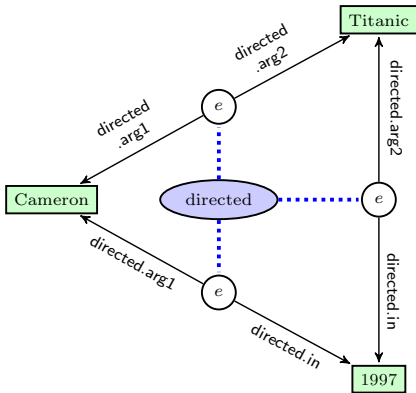 Titanic
directed
.arg2
e
directed
.arg1
directed.arg2
Cameron
directed
e
directed.arg1
e
directed.in
directed.in
1997